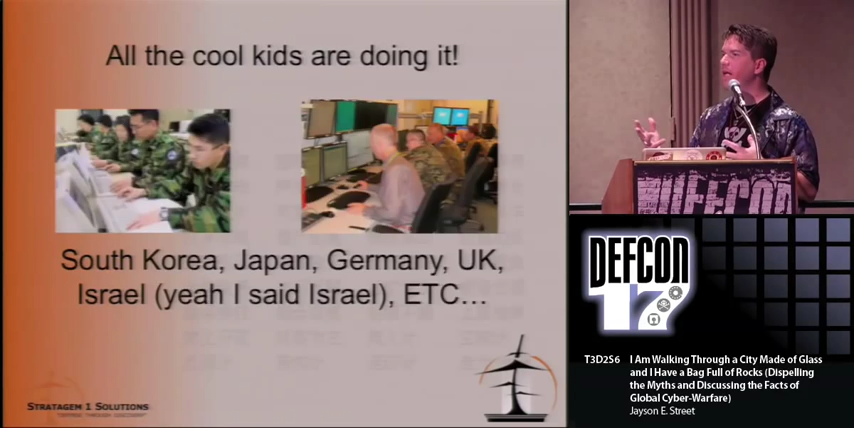 All the cool kids are doing it!
South Korea, Japan, Germany, UK,
Israel (yeah I said Israel), ETC...
STRATAGEM 1 SOLUTIONS
DEFCON
DEFCON
17
T3D2S6 I Am Walking Through a City Made of Glass
and I Have a Bag Full of Rocks (Dispelling
the Myths and Discussing the Facts of
Global Cyber-Warfare)
Jayson E. Street